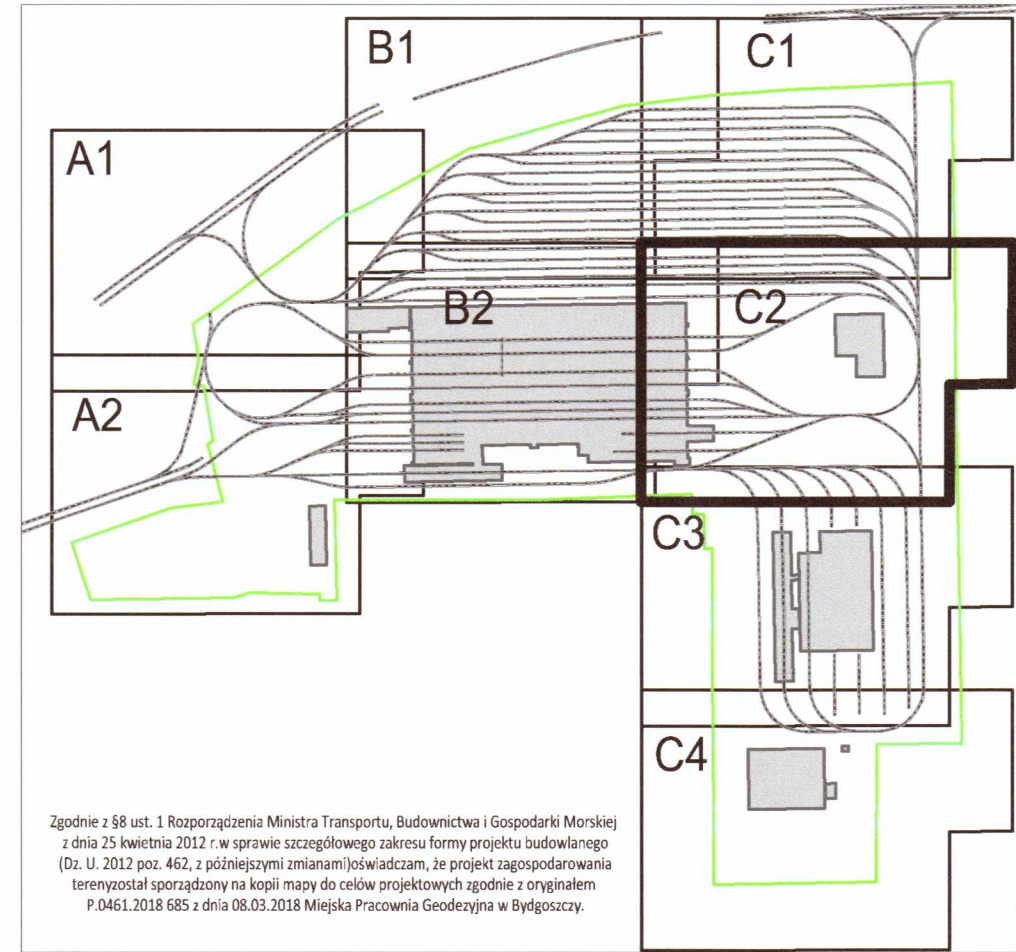 B1
C1
A1
B2
C2
A2
C3
C4
Zgodnie z §8 ust. 1 Rozporządzenia Ministra Transportu, Budownictwa i Gospodarki Morskiej
z dnia 25 kwietnia 2012 r.w sprawie szczegółowego zakresu formy projektu budowlanego
(Dz. U. 2012 poz. 462, z późniejszymi zmianami)oświadczam, że projekt zagospodarowania
terenyzostał sporządzony na kopii mapy do celów projektowych zgodnie z oryginałem
P.0461.2018 685 z dnia 08.03.2018 Miejska Pracownia Geodezyjna w Bydgoszczy.